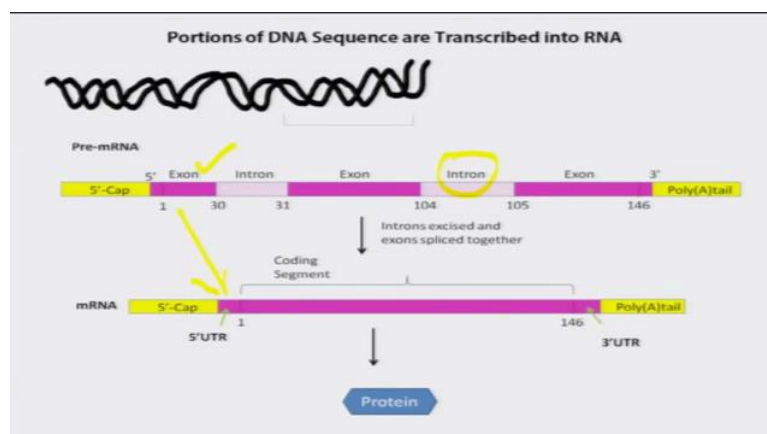 Portions of DNA Sequence are Transcribed into RNA
Pre-mRNA
5' Exon Intron Exon Intron Exon 3'
5'-Cap Poly(A)tail
1 30 31 104 105 146
Introns excised and
exons spliced together
Coding
Segment
mRNA 5'-Cap Poly(A)tail
1 146
5'UTR 3'UTR
Protein